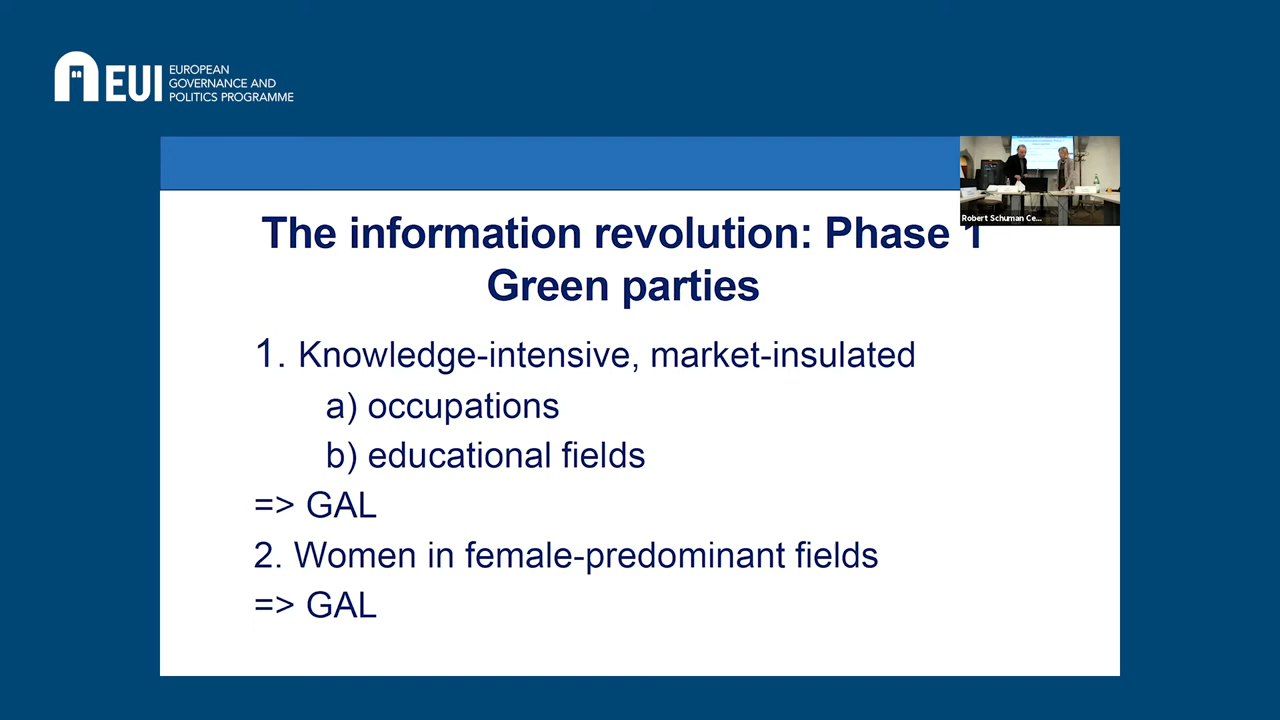 EUI
EUROPEAN
GOVERNANCE AND
POLITICS PROGRAMME
Robert Schuman Ce...
The information revolution: Phase 1
Green parties
1. Knowledge-intensive, market-insulated
a) occupations
b) educational fields
=> GAL
2. Women in female-predominant fields
=> GAL